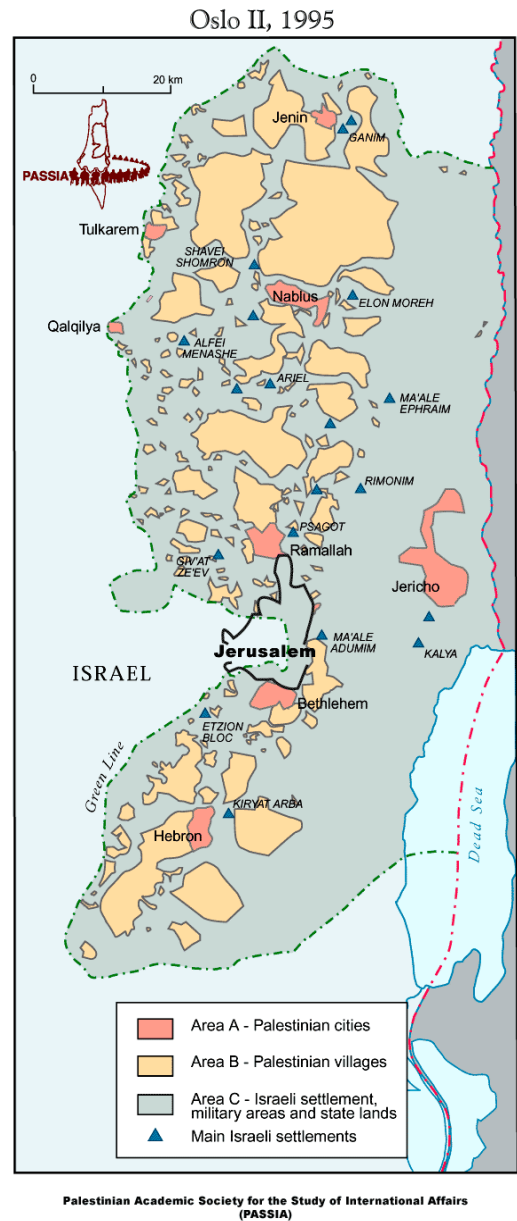 Oslo II, 1995
0
20 km
Jenin
GANIM
PASSIA
Tulkarem
SHAVEI
SHOMRON
Nablus
ELON MOREH
Qalqilya
ALFEI
MENASHE
ARIEL
MA'ALE
EPHRAIM
RIMONIM
PSAGOT
Ramallah
GIV'AT
ZE'EV
Jericho
Jerusalem
MA'ALE
ADUMIM
KALYA
ISRAEL
Bethlehem
ETZION
BLOC
Green Line
KIRYAT ARBA
Hebron
Dead Sea
Area A - Palestinian cities
Area B - Palestinian villages
Area C - Israeli settlement,
military areas and state lands
Main Israeli settlements
Palestinian Academic Society for the Study of International Affairs
(PASSIA)